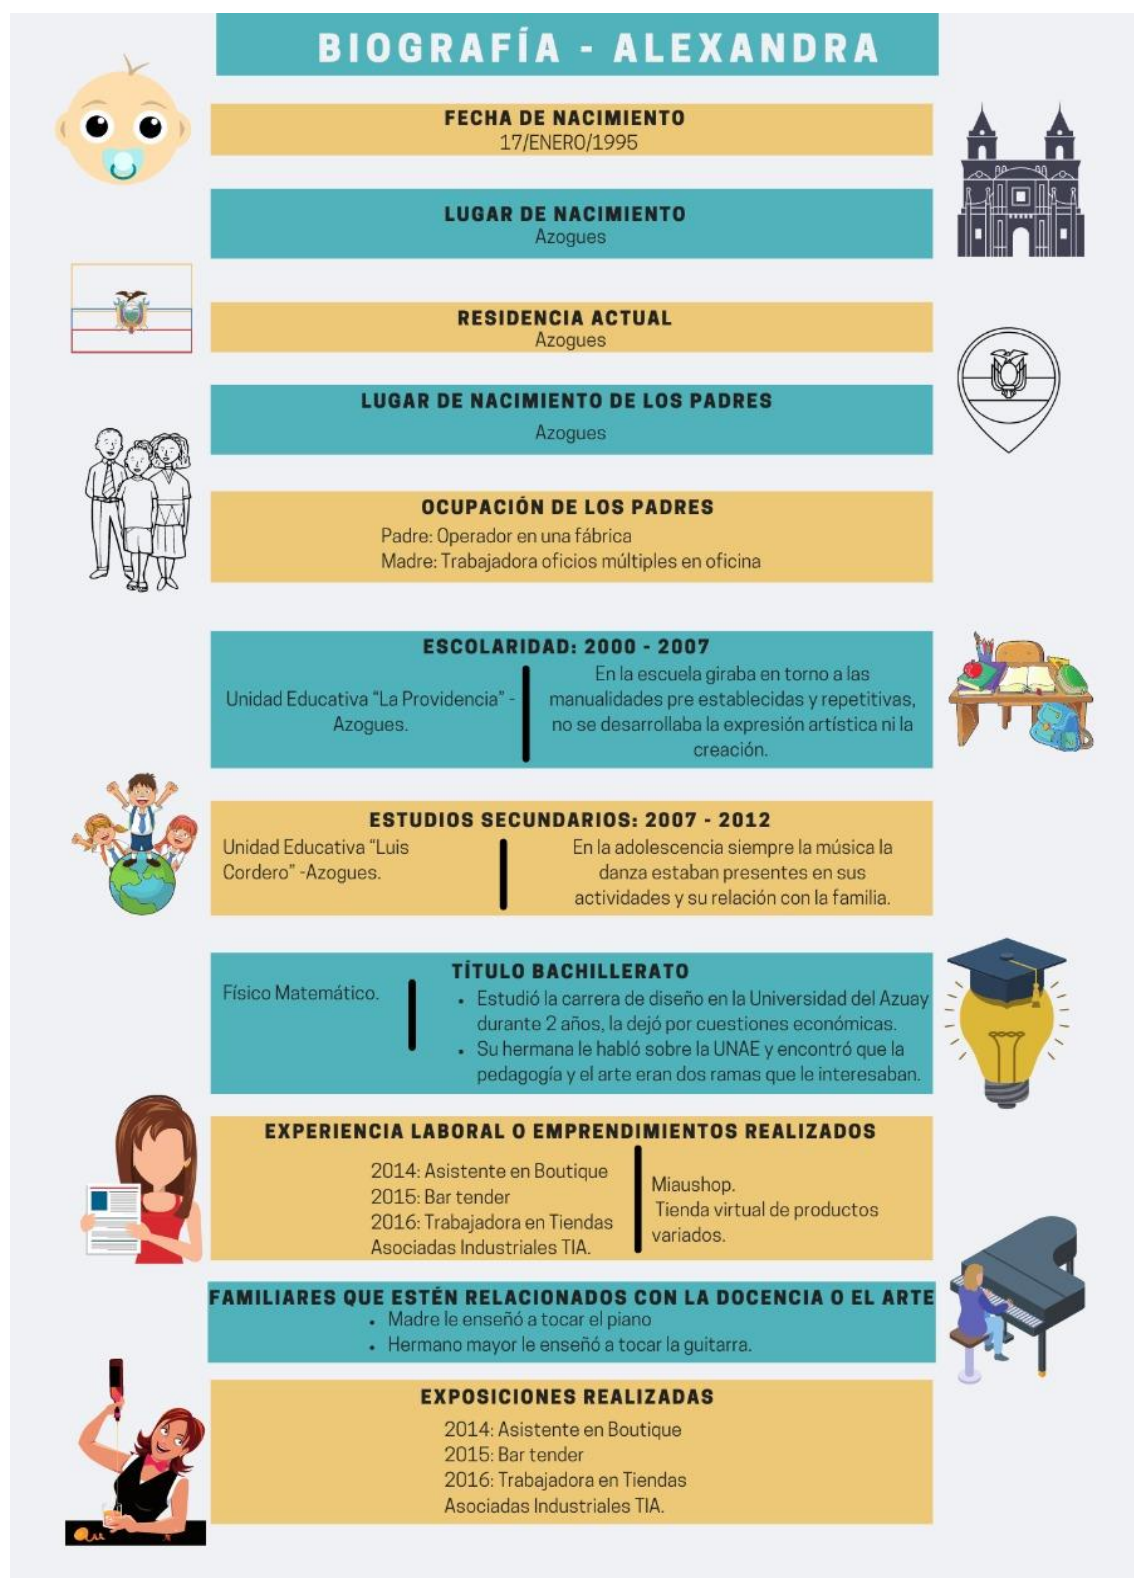 BIOGRAFÍA - ALEXANDRA
FECHA DE NACIMIENTO
17/ENERO/1995
LUGAR DE NACIMIENTO
Azogues
RESIDENCIA ACTUAL
Azogues
LUGAR DE NACIMIENTO DE LOS PADRES
Azogues
OCUPACIÓN DE LOS PADRES
Padre: Operador en una fábrica
Madre: Trabajadora oficios múltiples en oficina
ESCOLARIDAD: 2000 - 2007
Unidad Educativa “La Providencia” -
Azogues.
En la escuela giraba en torno a las
manualidades pre establecidas y repetitivas,
no se desarrollaba la expresión artística ni la
creación.
ESTUDIOS SECUNDARIOS: 2007 - 2012
Unidad Educativa “Luis
Cordero” -Azogues.
En la adolescencia siempre la música la
danza estaban presentes en sus
actividades y su relación con la familia.
TÍTULO BACHILLERATO
Físico Matemático.
• Estudió la carrera de diseño en la Universidad del Azuay
durante 2 años, la dejó por cuestiones económicas.
• Su hermana le habló sobre la UNAE y encontró que la
pedagogía y el arte eran dos ramas que le interesaban.
EXPERIENCIA LABORAL O EMPRENDIMIENTOS REALIZADOS
2014: Asistente en Boutique
2015: Bar tender
2016: Trabajadora en Tiendas
Asociadas Industriales TIA.
Miaushop.
Tienda virtual de productos
variados.
FAMILIARES QUE ESTÉN RELACIONADOS CON LA DOCENCIA O EL ARTE
• Madre le enseñó a tocar el piano
• Hermano mayor le enseñó a tocar la guitarra.
EXPOSICIONES REALIZADAS
2014: Asistente en Boutique
2015: Bar tender
2016: Trabajadora en Tiendas
Asociadas Industriales TIA.